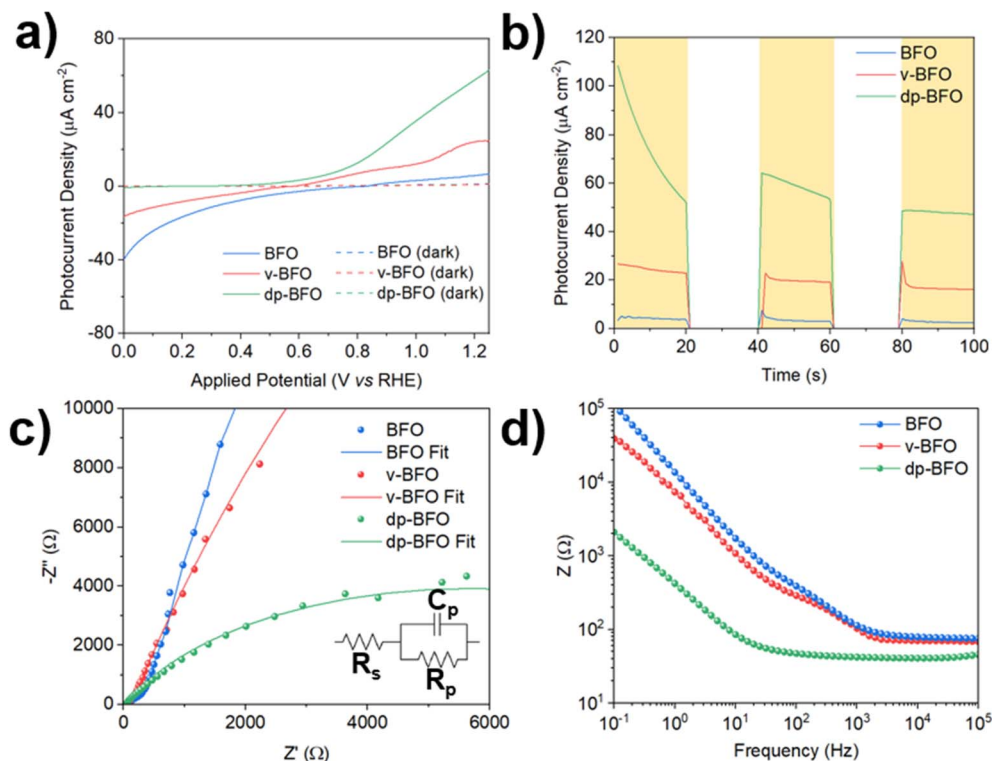 a)
80
40
0
-40
-80
Photocurrent Density (μA cm⁻²)
BFO
v-BFO
dp-BFO
BFO (dark)
v-BFO (dark)
dp-BFO (dark)
0.0 0.2 0.4 0.6 0.8 1.0 1.2
Applied Potential (V vs RHE)
b)
120
100
80
60
40
20
0
Photocurrent Density (μA cm⁻²)
BFO
v-BFO
dp-BFO
0 20 40 60 80 100
Time (s)
c)
10000
8000
6000
4000
2000
0
-Z'' (Ω)
BFO
BFO Fit
v-BFO
v-BFO Fit
dp-BFO
dp-BFO Fit
Cp
Rs
Rp
0 2000 4000 6000
Z' (Ω)
d)
10⁵
10⁴
10³
10²
10¹
Z (Ω)
BFO
v-BFO
dp-BFO
10⁻¹ 10⁰ 10¹ 10² 10³ 10⁴ 10⁵
Frequency (Hz)